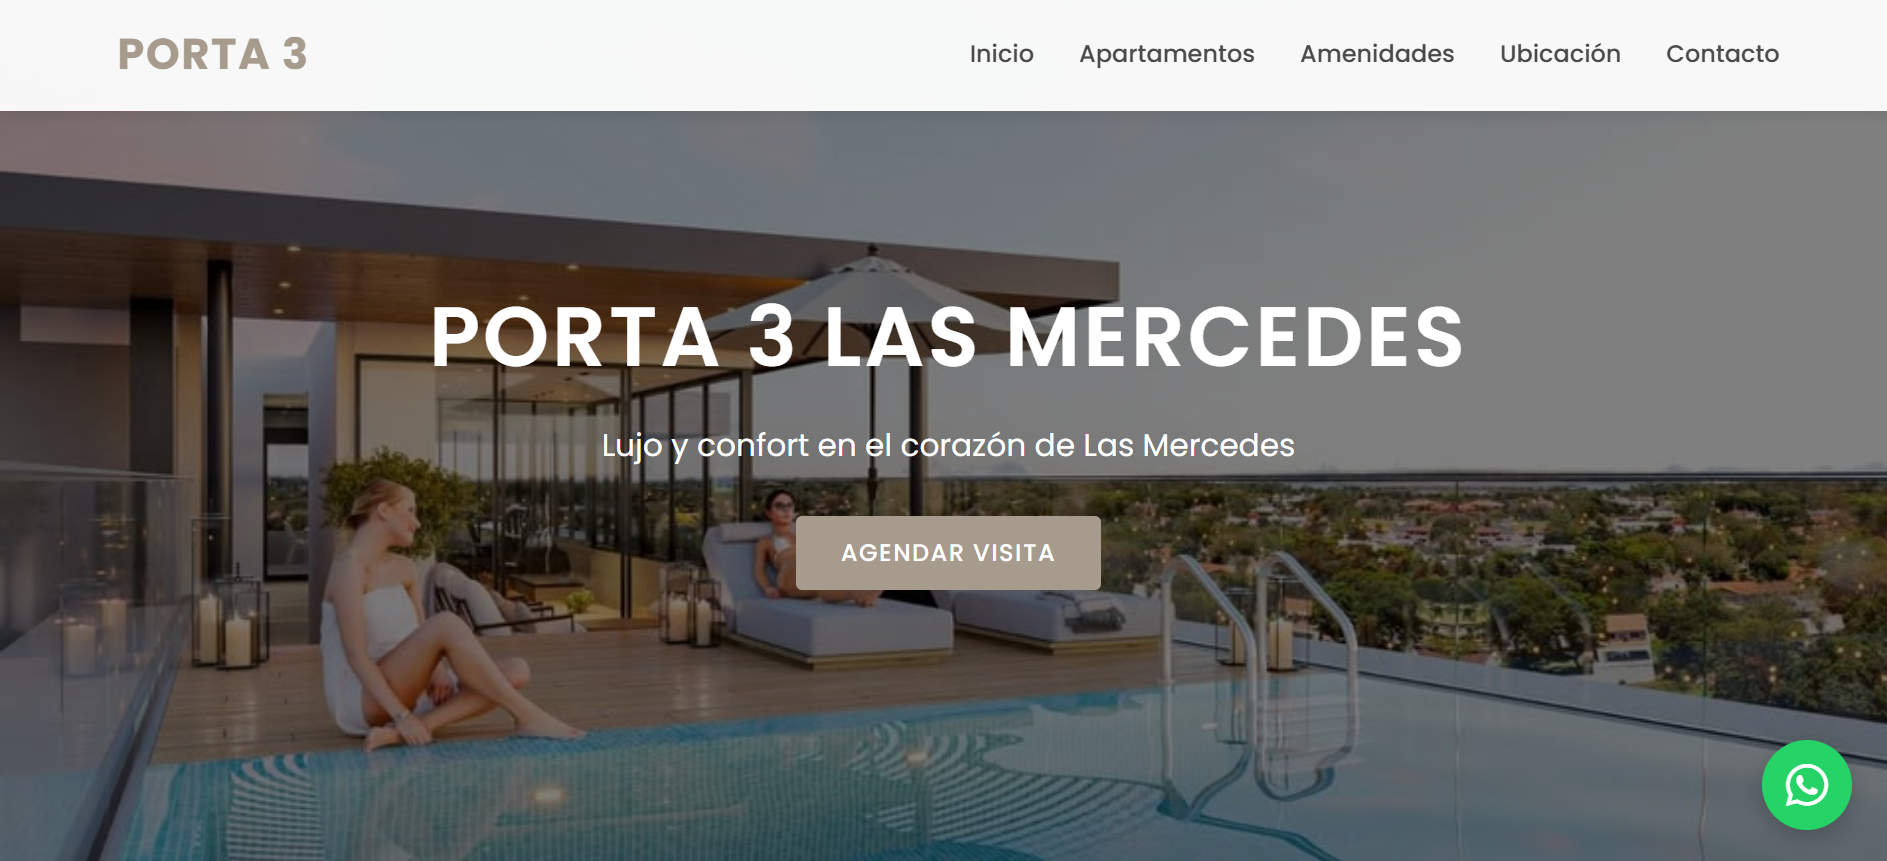 PORTA 3
Inicio Apartamentos Amenidades Ubicación Contacto
PORTA 3 LAS MERCEDES
Lujo y confort en el corazón de Las Mercedes
AGENDAR VISITA